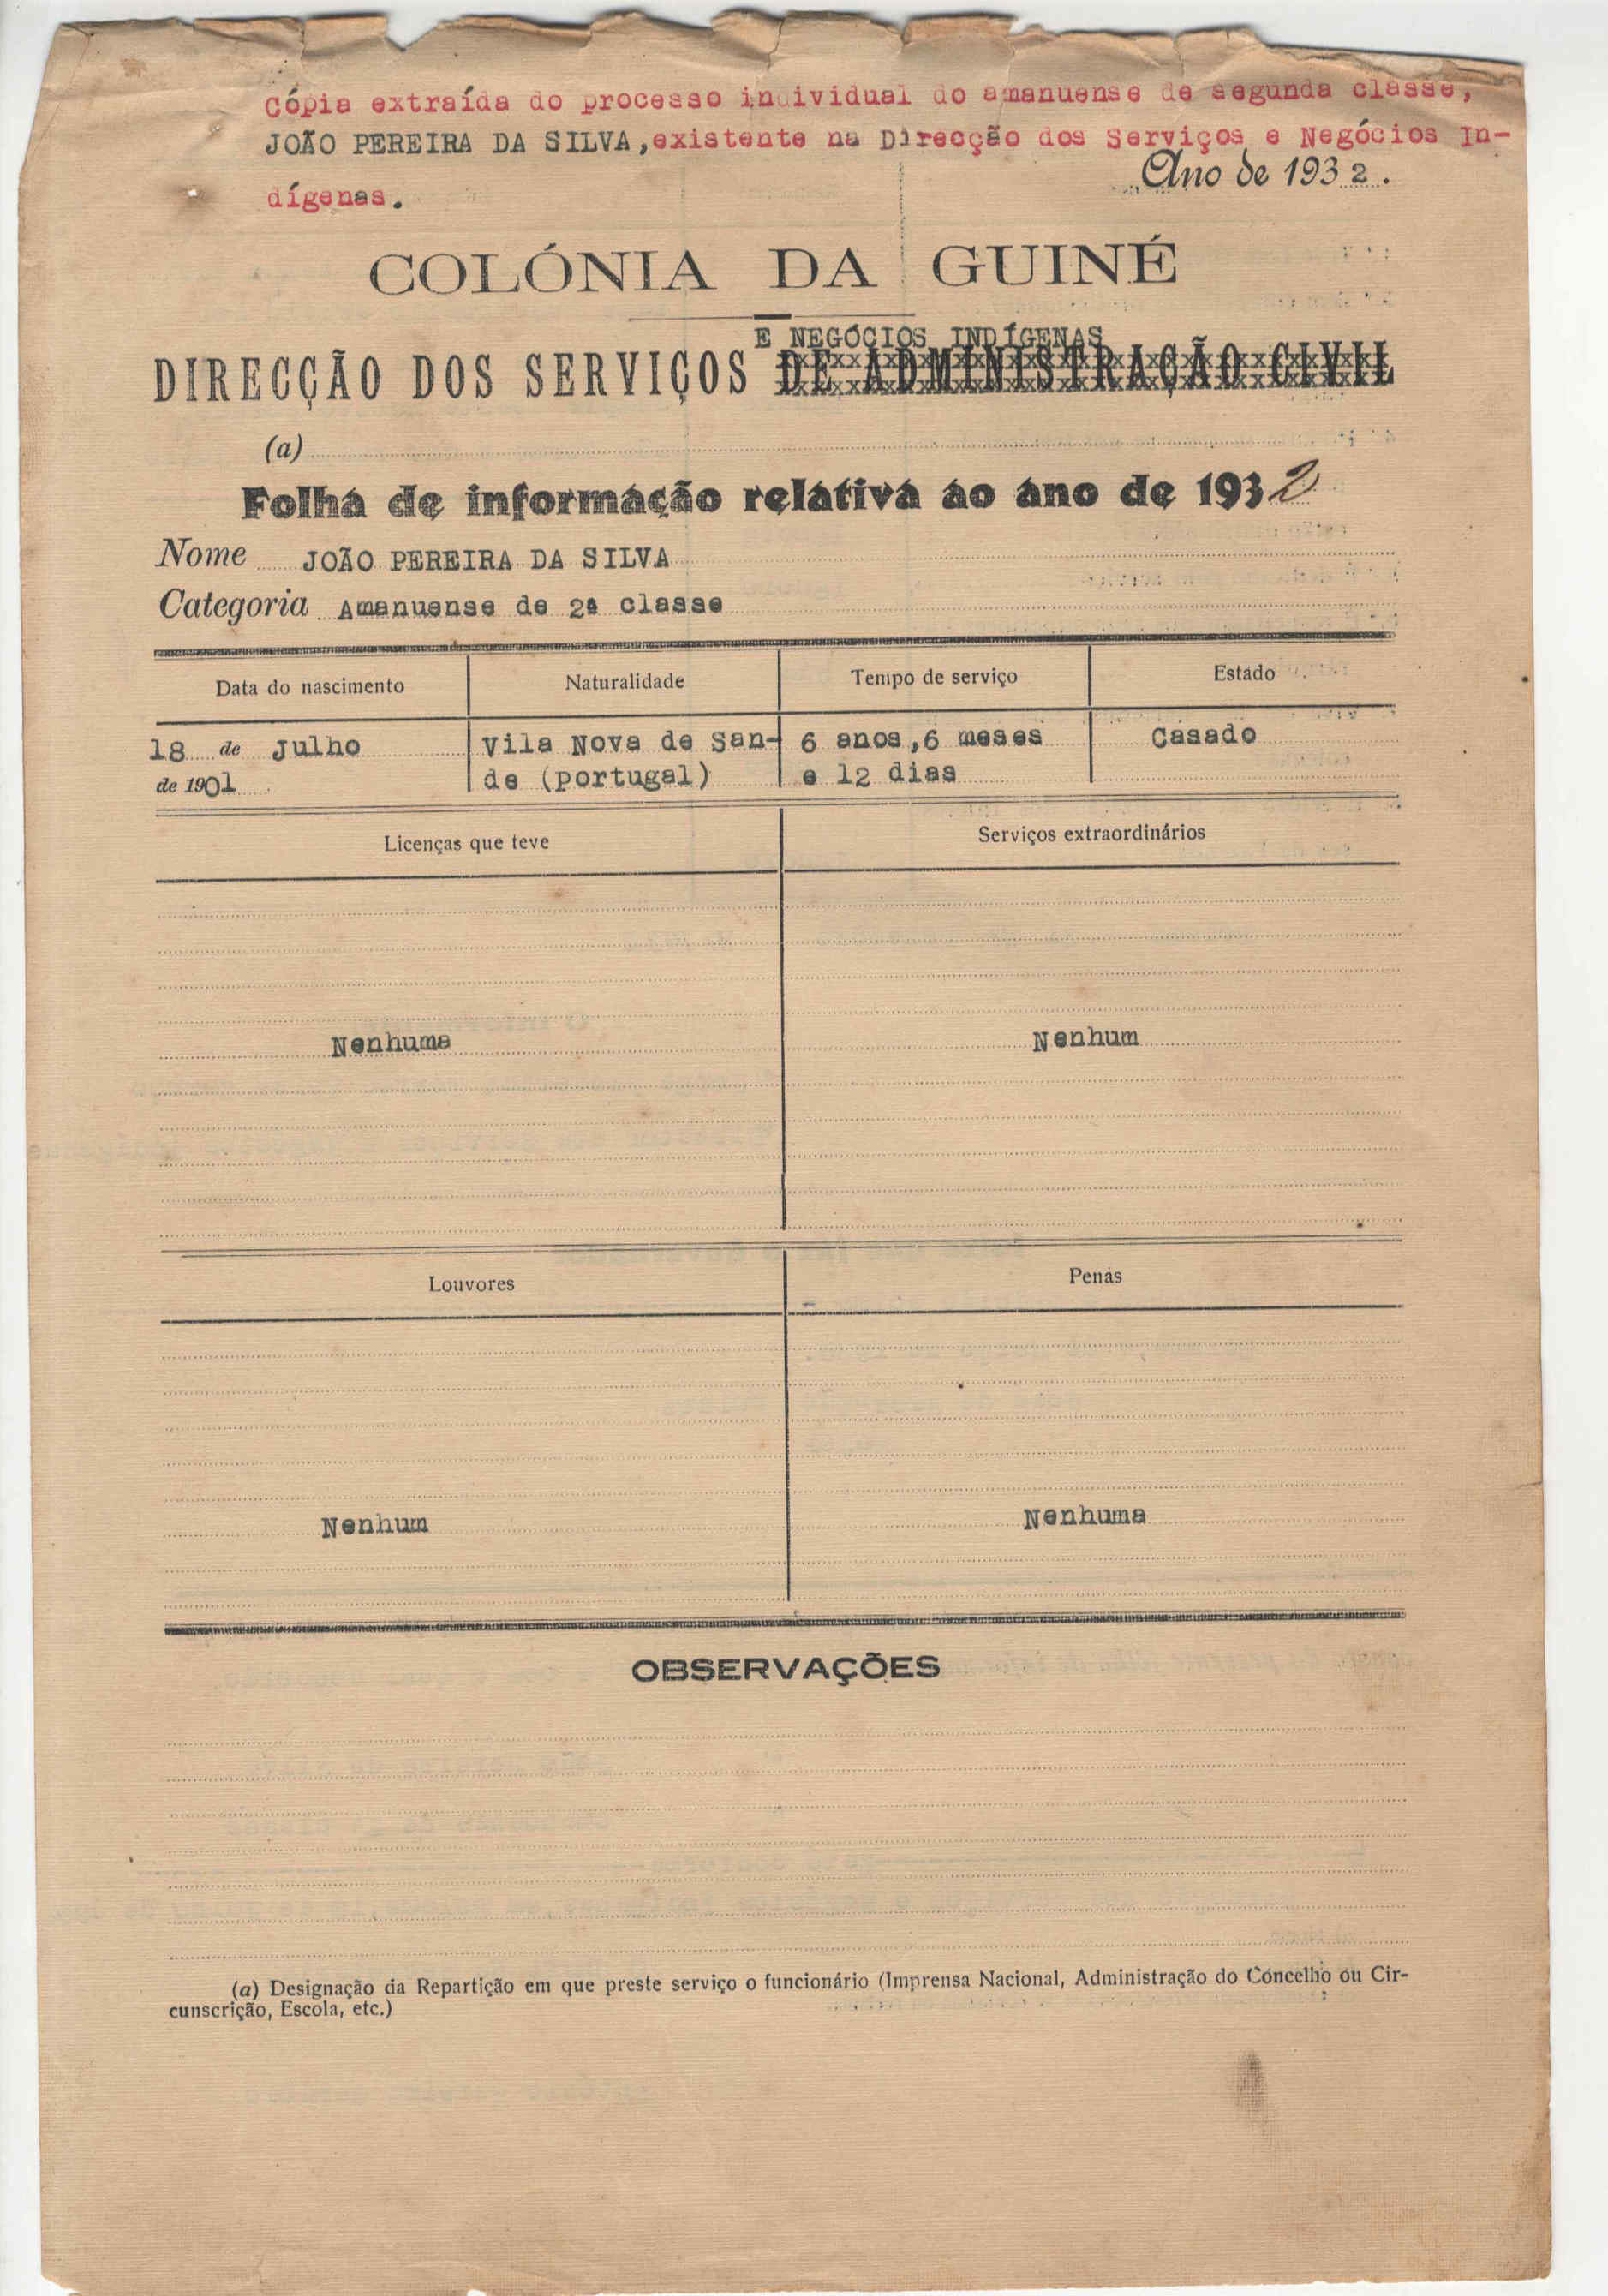 Cópia extraída do processo individual do amanuense de segunda classe,
JOÃO PEREIRA DA SILVA,existente na Direcção dos Serviços e Negócios In-
Ano de 1932.
dígenas.
COLÓNIA DA GUINÉ
E NEGÓCIOS INDÍGENAS
DIRECÇÃO DOS SERVIÇOS DE ADMINISTRAÇÃO CIVIL
(a)
Folha de informação relativa ao ano de 1932
Nome JOÃO PEREIRA DA SILVA
Categoria Amanuense de 2ª classe
Data do nascimento Naturalidade Tempo de serviço Estado
18 de Julho Vila Nova de San- 6 anos,6 meses Casado
de 1901 de (portugal) e 12 dias
Licenças que teve Serviços extraordinários
Nenhuma Nenhum
Louvores Penas
Nenhum Nenhuma
OBSERVAÇÕES
(a) Designação da Repartição em que preste serviço o funcionário (Imprensa Nacional, Administração do Concelho ou Cir-
cunscrição, Escola, etc.)